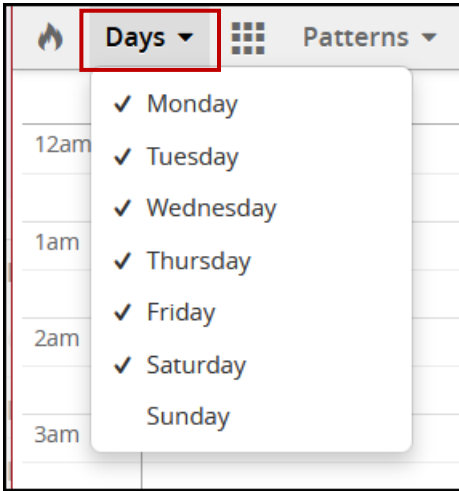 Days Patterns
Monday
12am
Tuesday
Wednesday
1am
Thursday
Friday
2am
Saturday
Sunday
3am